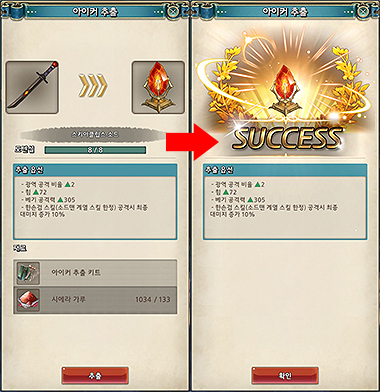 아이커 추출
스카이클립스 소드
포텐셜
8 / 8
추출 옵션
- 광역 공격 비율 ▲2
- 힘 ▲72
- 베기 공격력 ▲305
- 한손검 스킬(소드맨 계열 스킬 한정) 공격시 최종
데미지 증가 10%
재료
아이커 추출 키트
시에라 가루 1034 / 133
추출
아이커 추출
SUCCESS
추출 옵션
- 광역 공격 비율 ▲2
- 힘 ▲72
- 베기 공격력 ▲305
- 한손검 스킬(소드맨 계열 스킬 한정) 공격시 최종
데미지 증가 10%
확인